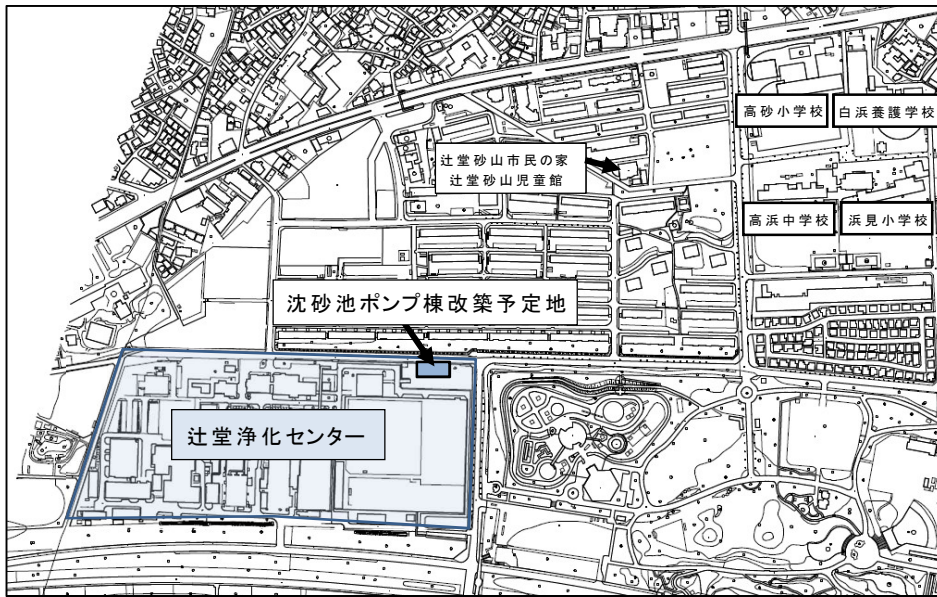 高砂小学校
白浜養護学校
辻堂砂山市民の家
辻堂砂山児童館
高浜中学校
浜見小学校
沈砂池ポンプ棟改築予定地
辻堂浄化センター